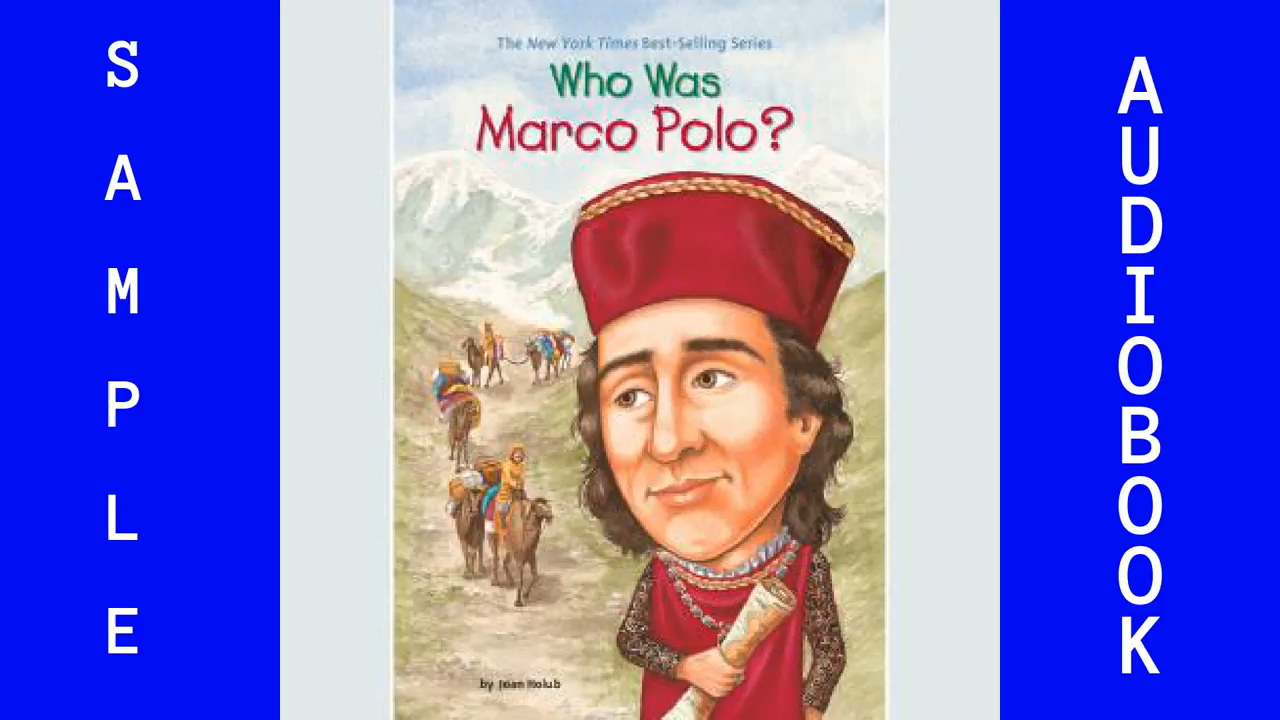 SAMPLE
The New York Times Best-Selling Series
Who Was
Marco Polo?
by Joan Holub
AUDIOBOOK